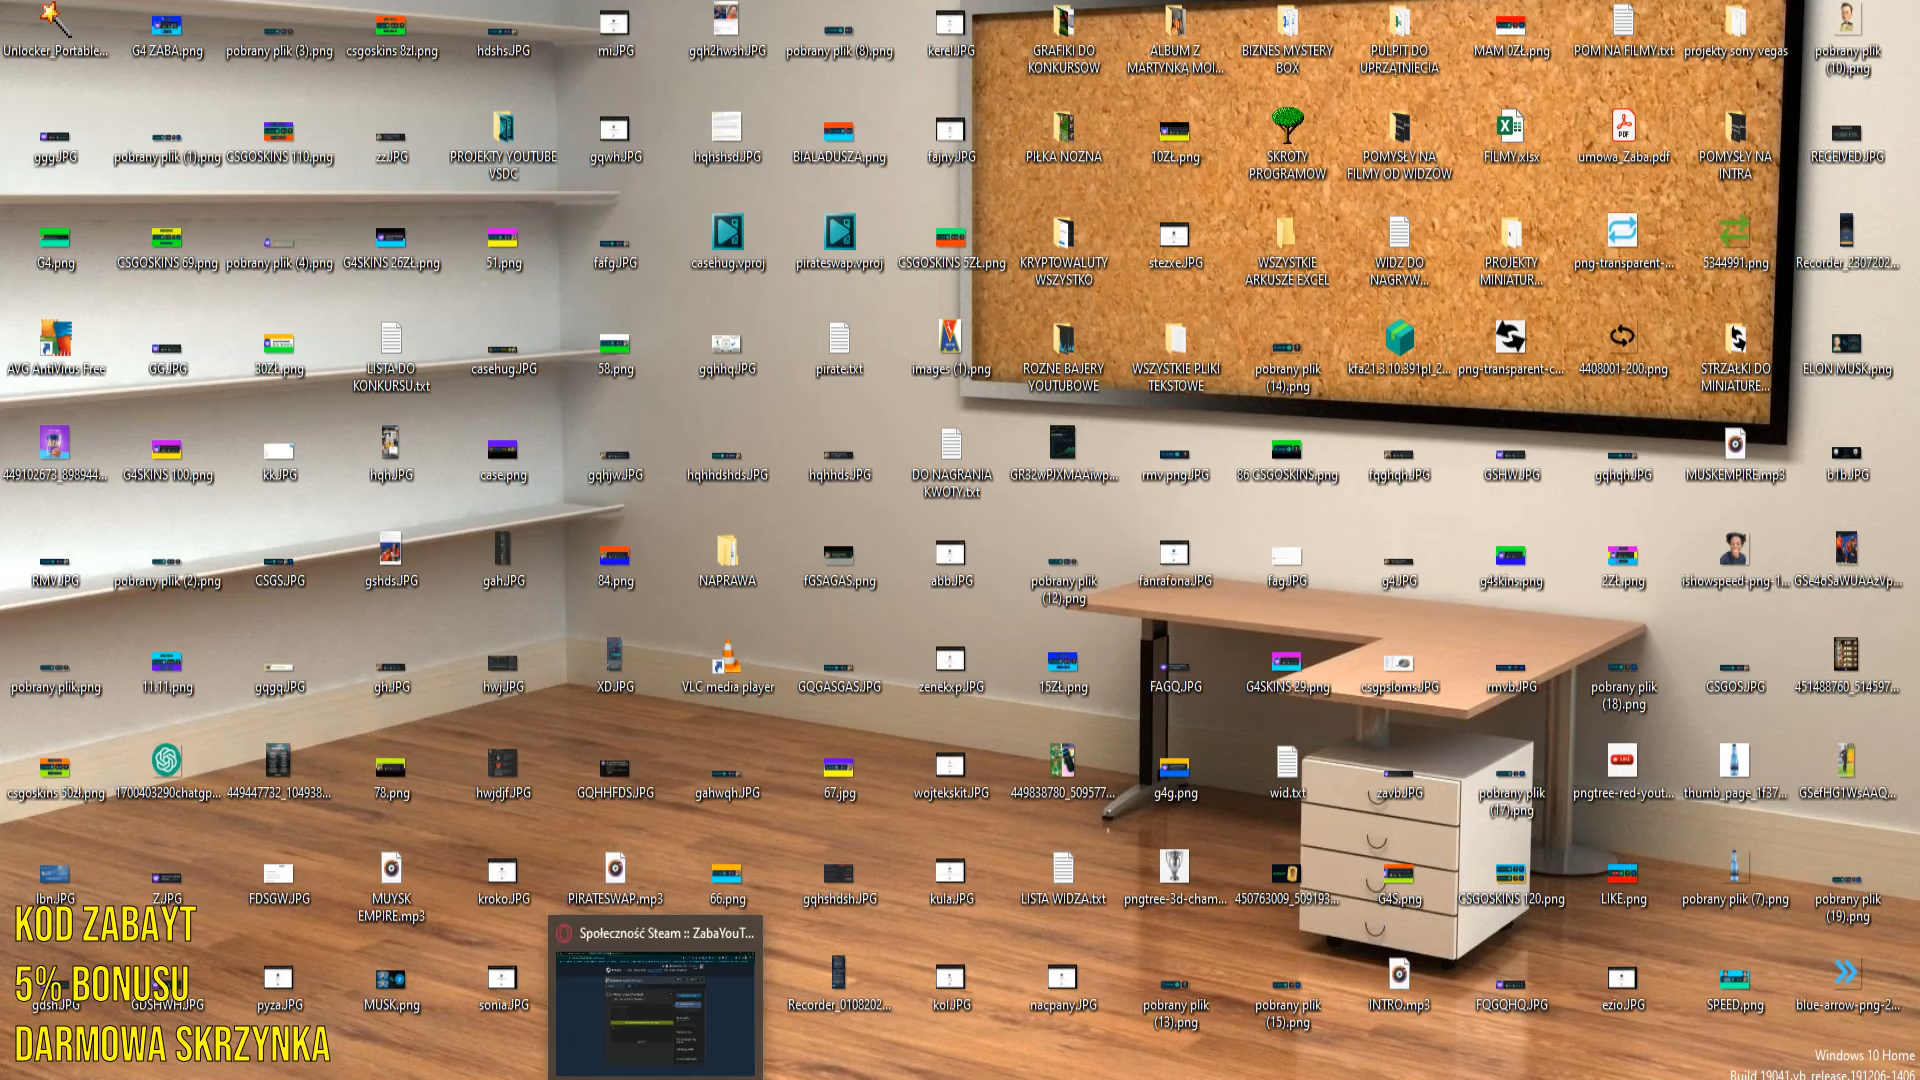 Unlocker_Portable...
G4 ZABA.png
pobrany plik (3).png
csgoskins 8zl.png
hdshs.JPG
mi.JPG
gqh2hwsh.JPG
pobrany plik (8).png
kerel.JPG
GRAFIKI DO KONKURSOW
ALBUM Z MARTYNKĄ MOI...
BIZNES MYSTERY BOX
PULPIT DO UPRZĄTNIECIA
MAM 0ZŁ.png
POM NA FILMY.txt
projekty sony vegas
pobrany plik (10).png
ggg.JPG
pobrany plik (1).png
CSGOSKINS 110.png
zz.JPG
PROJEKTY YOUTUBE VSDC
gqwh.JPG
hqhshsd.JPG
BIALADUSZA.png
fajny.JPG
PIŁKA NOZNA
10ZŁ.png
SKROTY PROGRAMOW
POMYSŁY NA FILMY OD WIDZÓW
FILMY.xlsx
umowa_Zaba.pdf
POMYSŁY NA INTRA
RECEIVED.JPG
G4.png
CSGOSKINS 69.png
pobrany plik (4).png
G4SKINS 26ZŁ.png
51.png
fafg.JPG
casehug.vproj
pirateswap.vproj
CSGOSKINS 5ZŁ.png
KRYPTOWALUTY WSZYSTKO
stezxe.JPG
WSZYSTKIE ARKUSZE EXCEL
WIDZ DO NAGRYW...
PROJEKTY MINIATUR...
png-transparent-...
5344991.png
Recorder_2307202...
AVG AntiVirus Free
GG.JPG
30ZŁ.png
LISTA DO KONKURSU.txt
casehug.JPG
58.png
gqhhq.JPG
pirate.txt
images (1).png
ROZNE BAJERY YOUTUBOWE
WSZYSTKIE PLIKI TEKSTOWE
pobrany plik (14).png
kfa21.3.10.391pl_2...
png-transparent-c...
4408001-200.png
STRZAŁKI DO MINIATURE...
ELON MUSK.png
449102673_898944...
G4SKINS 100.png
kk.JPG
hqh.JPG
case.png
gqhjw.JPG
hqhhdshds.JPG
hqhhds.JPG
DO NAGRANIA KWOTY.txt
GR32wPJXMAAiwp...
rmv png.JPG
86 CSGOSKINS.png
fqghqh.JPG
GSHW.JPG
gqhqh.JPG
MUSKEMPIRE.mp3
b1b.JPG
RMV.JPG
pobrany plik (2).png
CSGS.JPG
gshds.JPG
gah.JPG
84.png
NAPRAWA
fGSAGAS.png
abb.JPG
pobrany plik (12).png
fanrafona.JPG
fag.JPG
g4.JPG
g4skins.png
2ZŁ.png
ishowspeed-png-1...
GSe48SaWUAAzVp...
pobrany plik.png
11.11.png
gqgq.JPG
gh.JPG
hwj.JPG
XD.JPG
VLC media player
GQGASGAS.JPG
zenekxp.JPG
15ZŁ.png
FAGQ.JPG
G4SKINS 29.png
csgpsloms.JPG
rmvb.JPG
pobrany plik (18).png
CSGOS.JPG
451488760_514597...
csgoskins 50zł.png
1700403290chatgp...
449447732_104938...
78.png
hwjdjf.JPG
GQHHFDS.JPG
gahwqh.JPG
67.jpg
wojtekskit.JPG
449838780_509577...
g4g.png
wid.txt
zavb.JPG
pobrany plik (17).png
pngtree-red-yout...
thumb_page_1f37...
GSefHG1WsAAQ...
lbn.JPG
Z.JPG
FDSGW.JPG
MUYSK EMPIRE.mp3
kroko.JPG
PIRATESWAP.mp3
66.png
gqhshdsh.JPG
kula.JPG
LISTA WIDZA.txt
pngtree-3d-cham...
450763009_509193...
G4S.png
CSGOSKINS 120.png
LIKE.png
pobrany plik (7).png
pobrany plik (19).png
KOD ZABAYT
Społeczność Steam :: ZabaYouT...
5% BONUSU
gdsh.JPG
GDSHWH.JPG
pyza.JPG
MUSK.png
sonia.JPG
Recorder_0108202...
kol.JPG
nacpany.JPG
pobrany plik (13).png
pobrany plik (15).png
INTRO.mp3
FQGQHQ.JPG
ezio.JPG
SPEED.png
blue-arrow-png-2...
DARMOWA SKRZYNKA
Windows 10 Home
Build 19041.vb_release.191206-1406